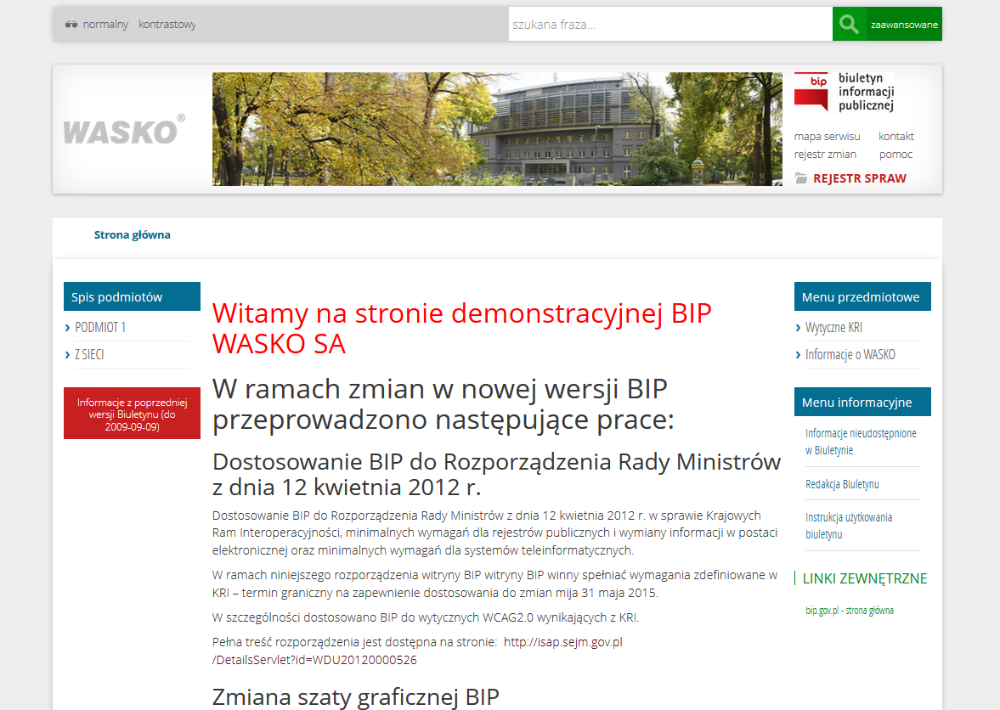 normalny kontrastowy
szukana fraza...
zaawansowane
WASKO®
bip
biuletyn
informacji
publicznej
mapa serwisu kontakt
rejestr zmian pomoc
REJESTR SPRAW
Strona główna
Spis podmiotów
PODMIOT 1
Z SIECI
Informacje z poprzedniej
wersji Biuletynu (do
2009-09-09)
Witamy na stronie demonstracyjnej BIP
WASKO SA
W ramach zmian w nowej wersji BIP
przeprowadzono następujące prace:
Dostosowanie BIP do Rozporządzenia Rady Ministrów
z dnia 12 kwietnia 2012 r.
Dostosowanie BIP do Rozporządzenia Rady Ministrów z dnia 12 kwietnia 2012 r. w sprawie Krajowych
Ram Interoperacyjności, minimalnych wymagań dla rejestrów publicznych i wymiany informacji w postaci
elektronicznej oraz minimalnych wymagań dla systemów teleinformatycznych.
W ramach niniejszego rozporządzenia witryny BIP witryny BIP winny spełniać wymagania zdefiniowane w
KRI – termin graniczny na zapewnienie dostosowania do zmian mija 31 maja 2015.
W szczególności dostosowano BIP do wytycznych WCAG2.0 wynikających z KRI.
Pełna treść rozporządzenia jest dostępna na stronie: http://isap.sejm.gov.pl
/DetailsServlet?id=WDU20120000526
Zmiana szaty graficznej BIP
Menu przedmiotowe
Wytyczne KRI
Informacje o WASKO
Menu informacyjne
Informacje nieudostępnione
w Biuletynie
Redakcja Biuletynu
Instrukcja użytkowania
biuletynu
LINKI ZEWNĘTRZNE
bip.gov.pl - strona główna